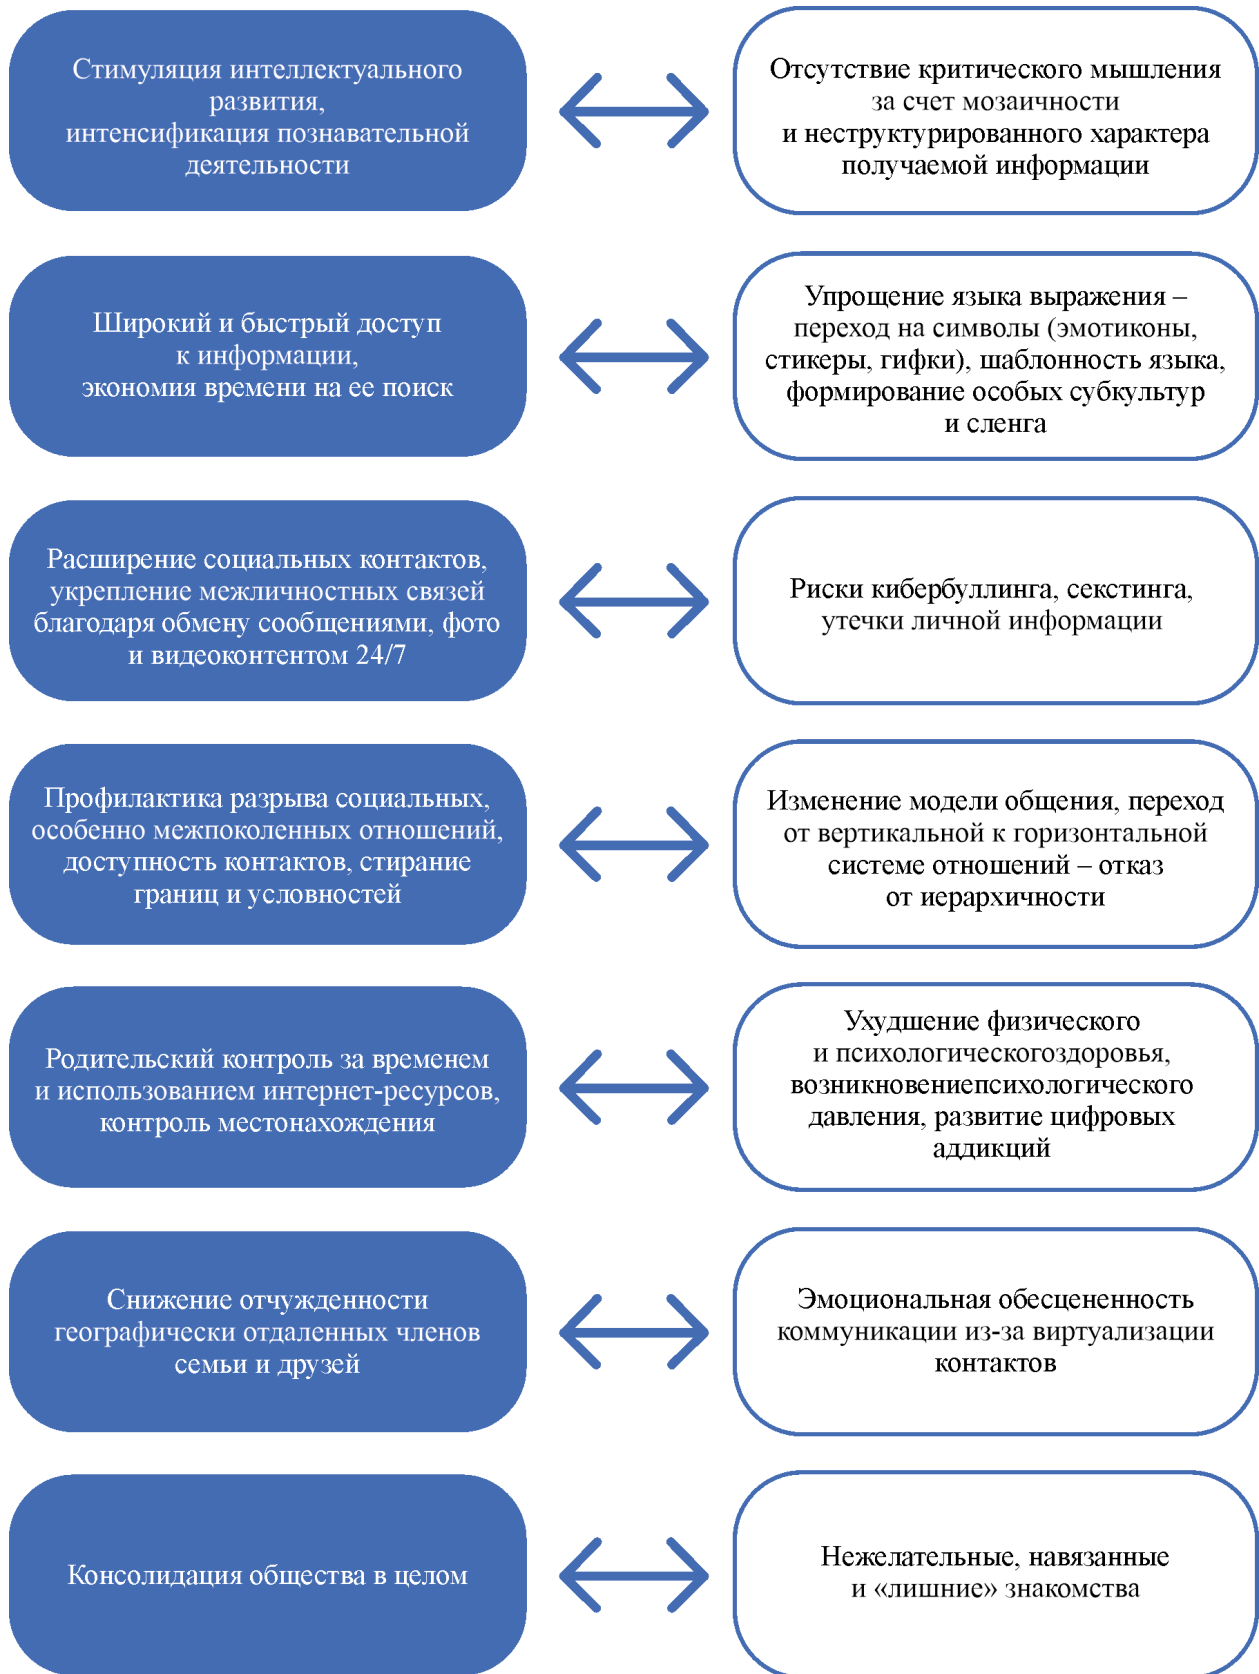 Стимуляция интеллектуального
развития,
интенсификация познавательной
деятельности
Отсутствие критического мышления
за счет мозаичности
и неструктурированного характера
получаемой информации
Широкий и быстрый доступ
к информации,
экономия времени на ее поиск
Упрощение языка выражения –
переход на символы (эмотиконы,
стикеры, гифки), шаблонность языка,
формирование особых субкультур
и сленга
Расширение социальных контактов,
укрепление межличностных связей
благодаря обмену сообщениями, фото
и видеоконтентом 24/7
Риски кибербуллинга, секстинга,
утечки личной информации
Профилактика разрыва социальных,
особенно межпоколенных отношений,
доступность контактов, стирание
границ и условностей
Изменение модели общения, переход
от вертикальной к горизонтальной
системе отношений – отказ
от иерархичности
Родительский контроль за временем
и использованием интернет-ресурсов,
контроль местонахождения
Ухудшение физического
и психологическогоздоровья,
возникновениепсихологического
давления, развитие цифровых
аддикций
Снижение отчужденности
географически отдаленных членов
семьи и друзей
Эмоциональная обесцененность
коммуникации из-за виртуализации
контактов
Консолидация общества в целом
Нежелательные, навязанные
и «лишние» знакомства